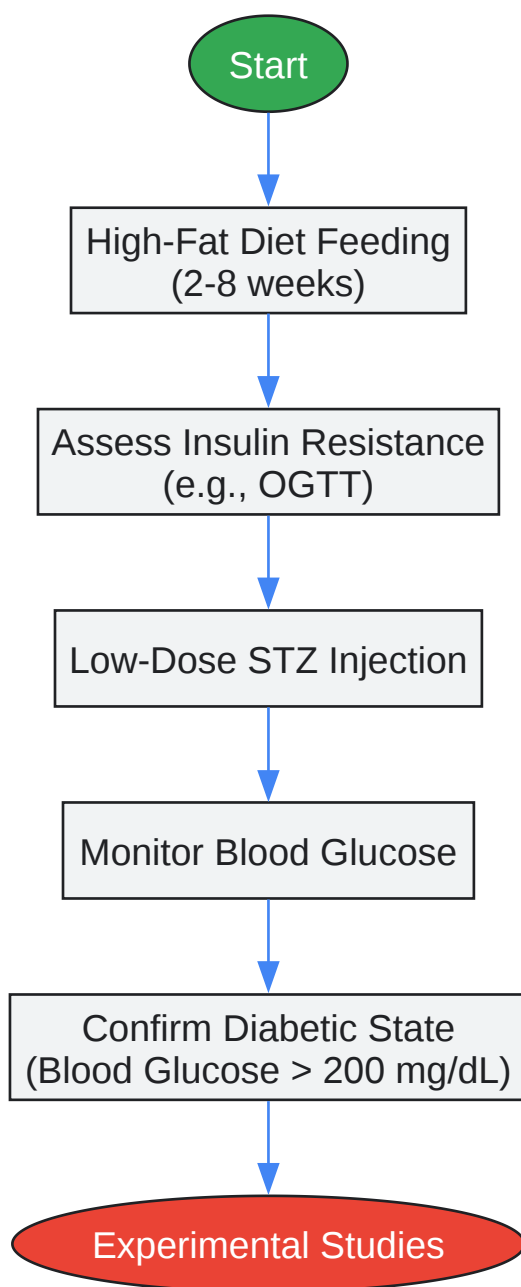 Start
High-Fat Diet Feeding
(2-8 weeks)
Assess Insulin Resistance
(e.g., OGTT)
Low-Dose STZ Injection
Monitor Blood Glucose
Confirm Diabetic State
(Blood Glucose > 200 mg/dL)
Experimental Studies